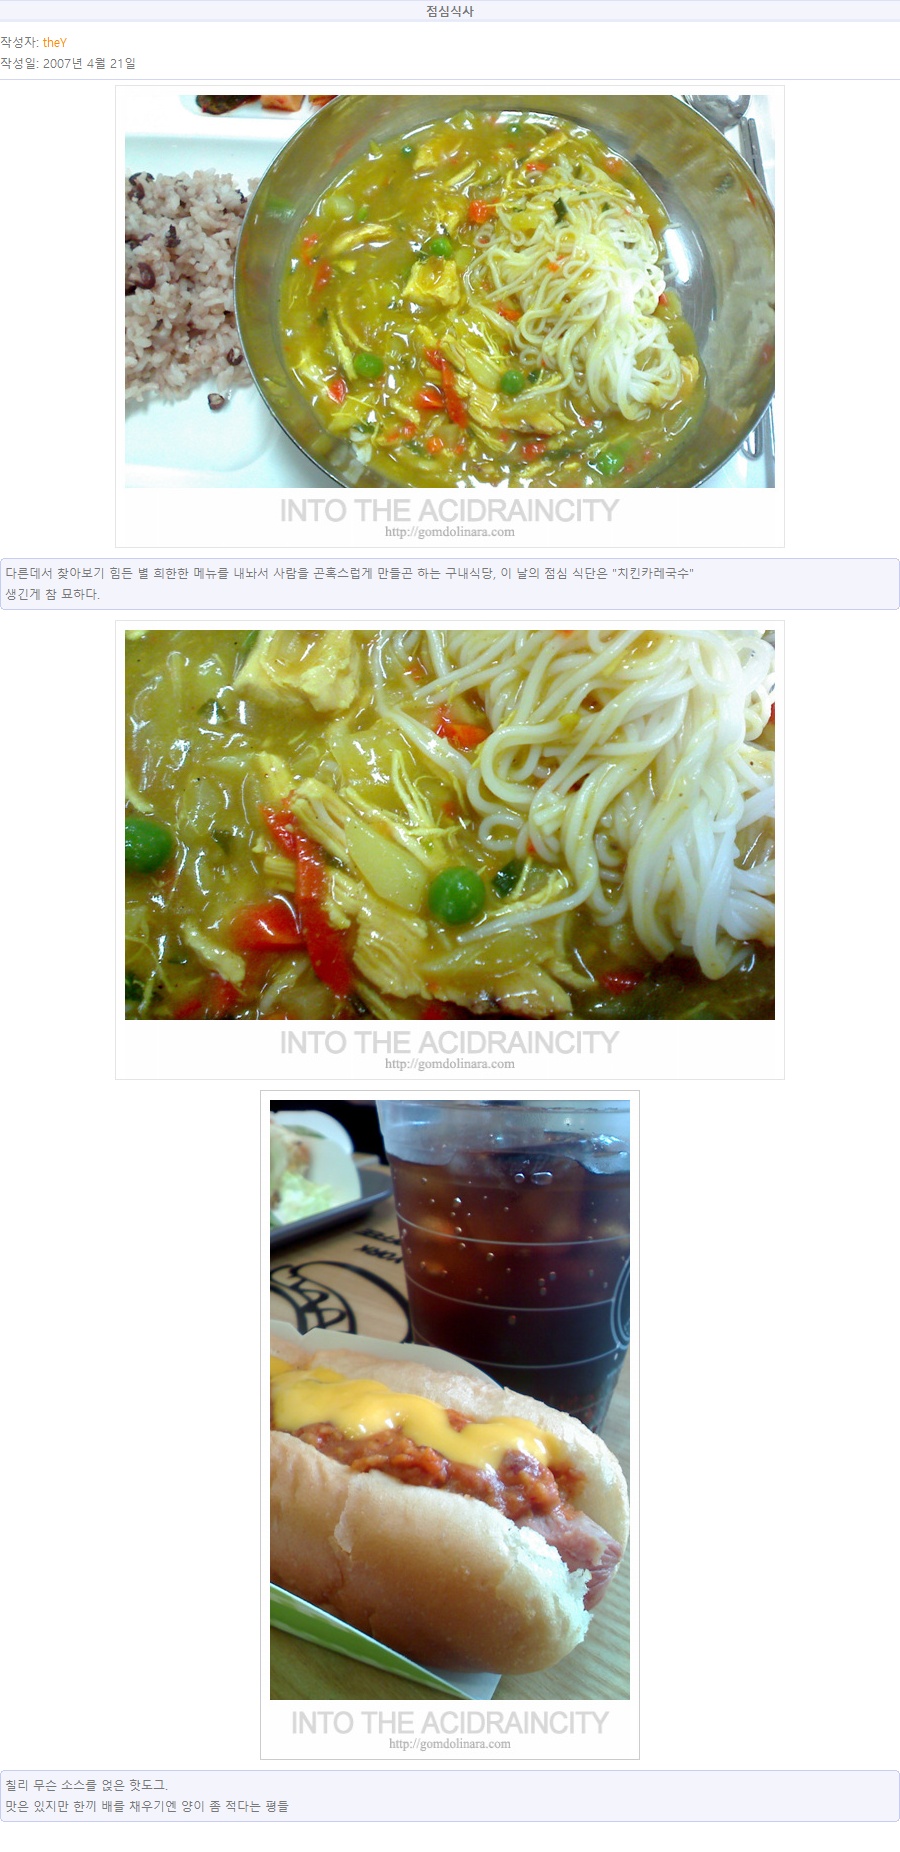 점심식사
작성자: theY
작성일: 2007년 4월 21일
INTO THE ACIDRAINCITY
http://gomdolinara.com
다른데서 찾아보기 힘든 별 희한한 메뉴를 내놔서 사람을 곤혹스럽게 만들곤 하는 구내식당, 이 날의 점심 식단은 "치킨카레국수"
생긴게 참 묘하다.
INTO THE ACIDRAINCITY
http://gomdolinara.com
YORK
INTO THE ACIDRAINCITY
http://gomdolinara.com
칠리 무슨 소스를 얹은 핫도그.
맛은 있지만 한끼 배를 채우기엔 양이 좀 적다는 평들